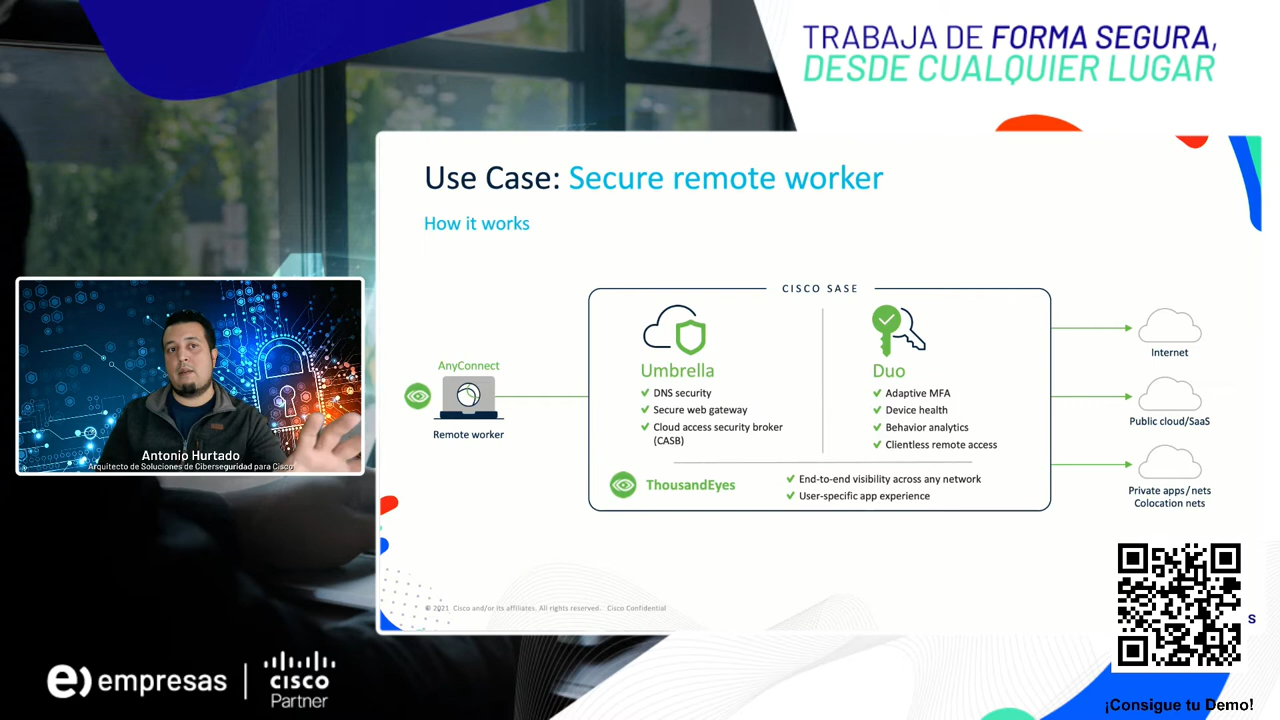 TRABAJA DE FORMA SEGURA,
DESDE CUALQUIER LUGAR
Use Case: Secure remote worker
How it works
CISCO SASE
AnyConnect
Remote worker
Umbrella
DNS security
Secure web gateway
Cloud access security broker
(CASB)
Duo
Adaptive MFA
Device health
Behavior analytics
Clientless remote access
ThousandEyes
End-to-end visibility across any network
User-specific app experience
Internet
Public cloud/SaaS
Private apps/nets
Colocation nets
Antonio Hurtado
Arquitecto de Soluciones de Ciberseguridad para Cisco
© 2021 Cisco and/or its affiliates. All rights reserved. Cisco Confidential
S
e) empresas
CISCO
Partner
¡Consigue tu Demo!